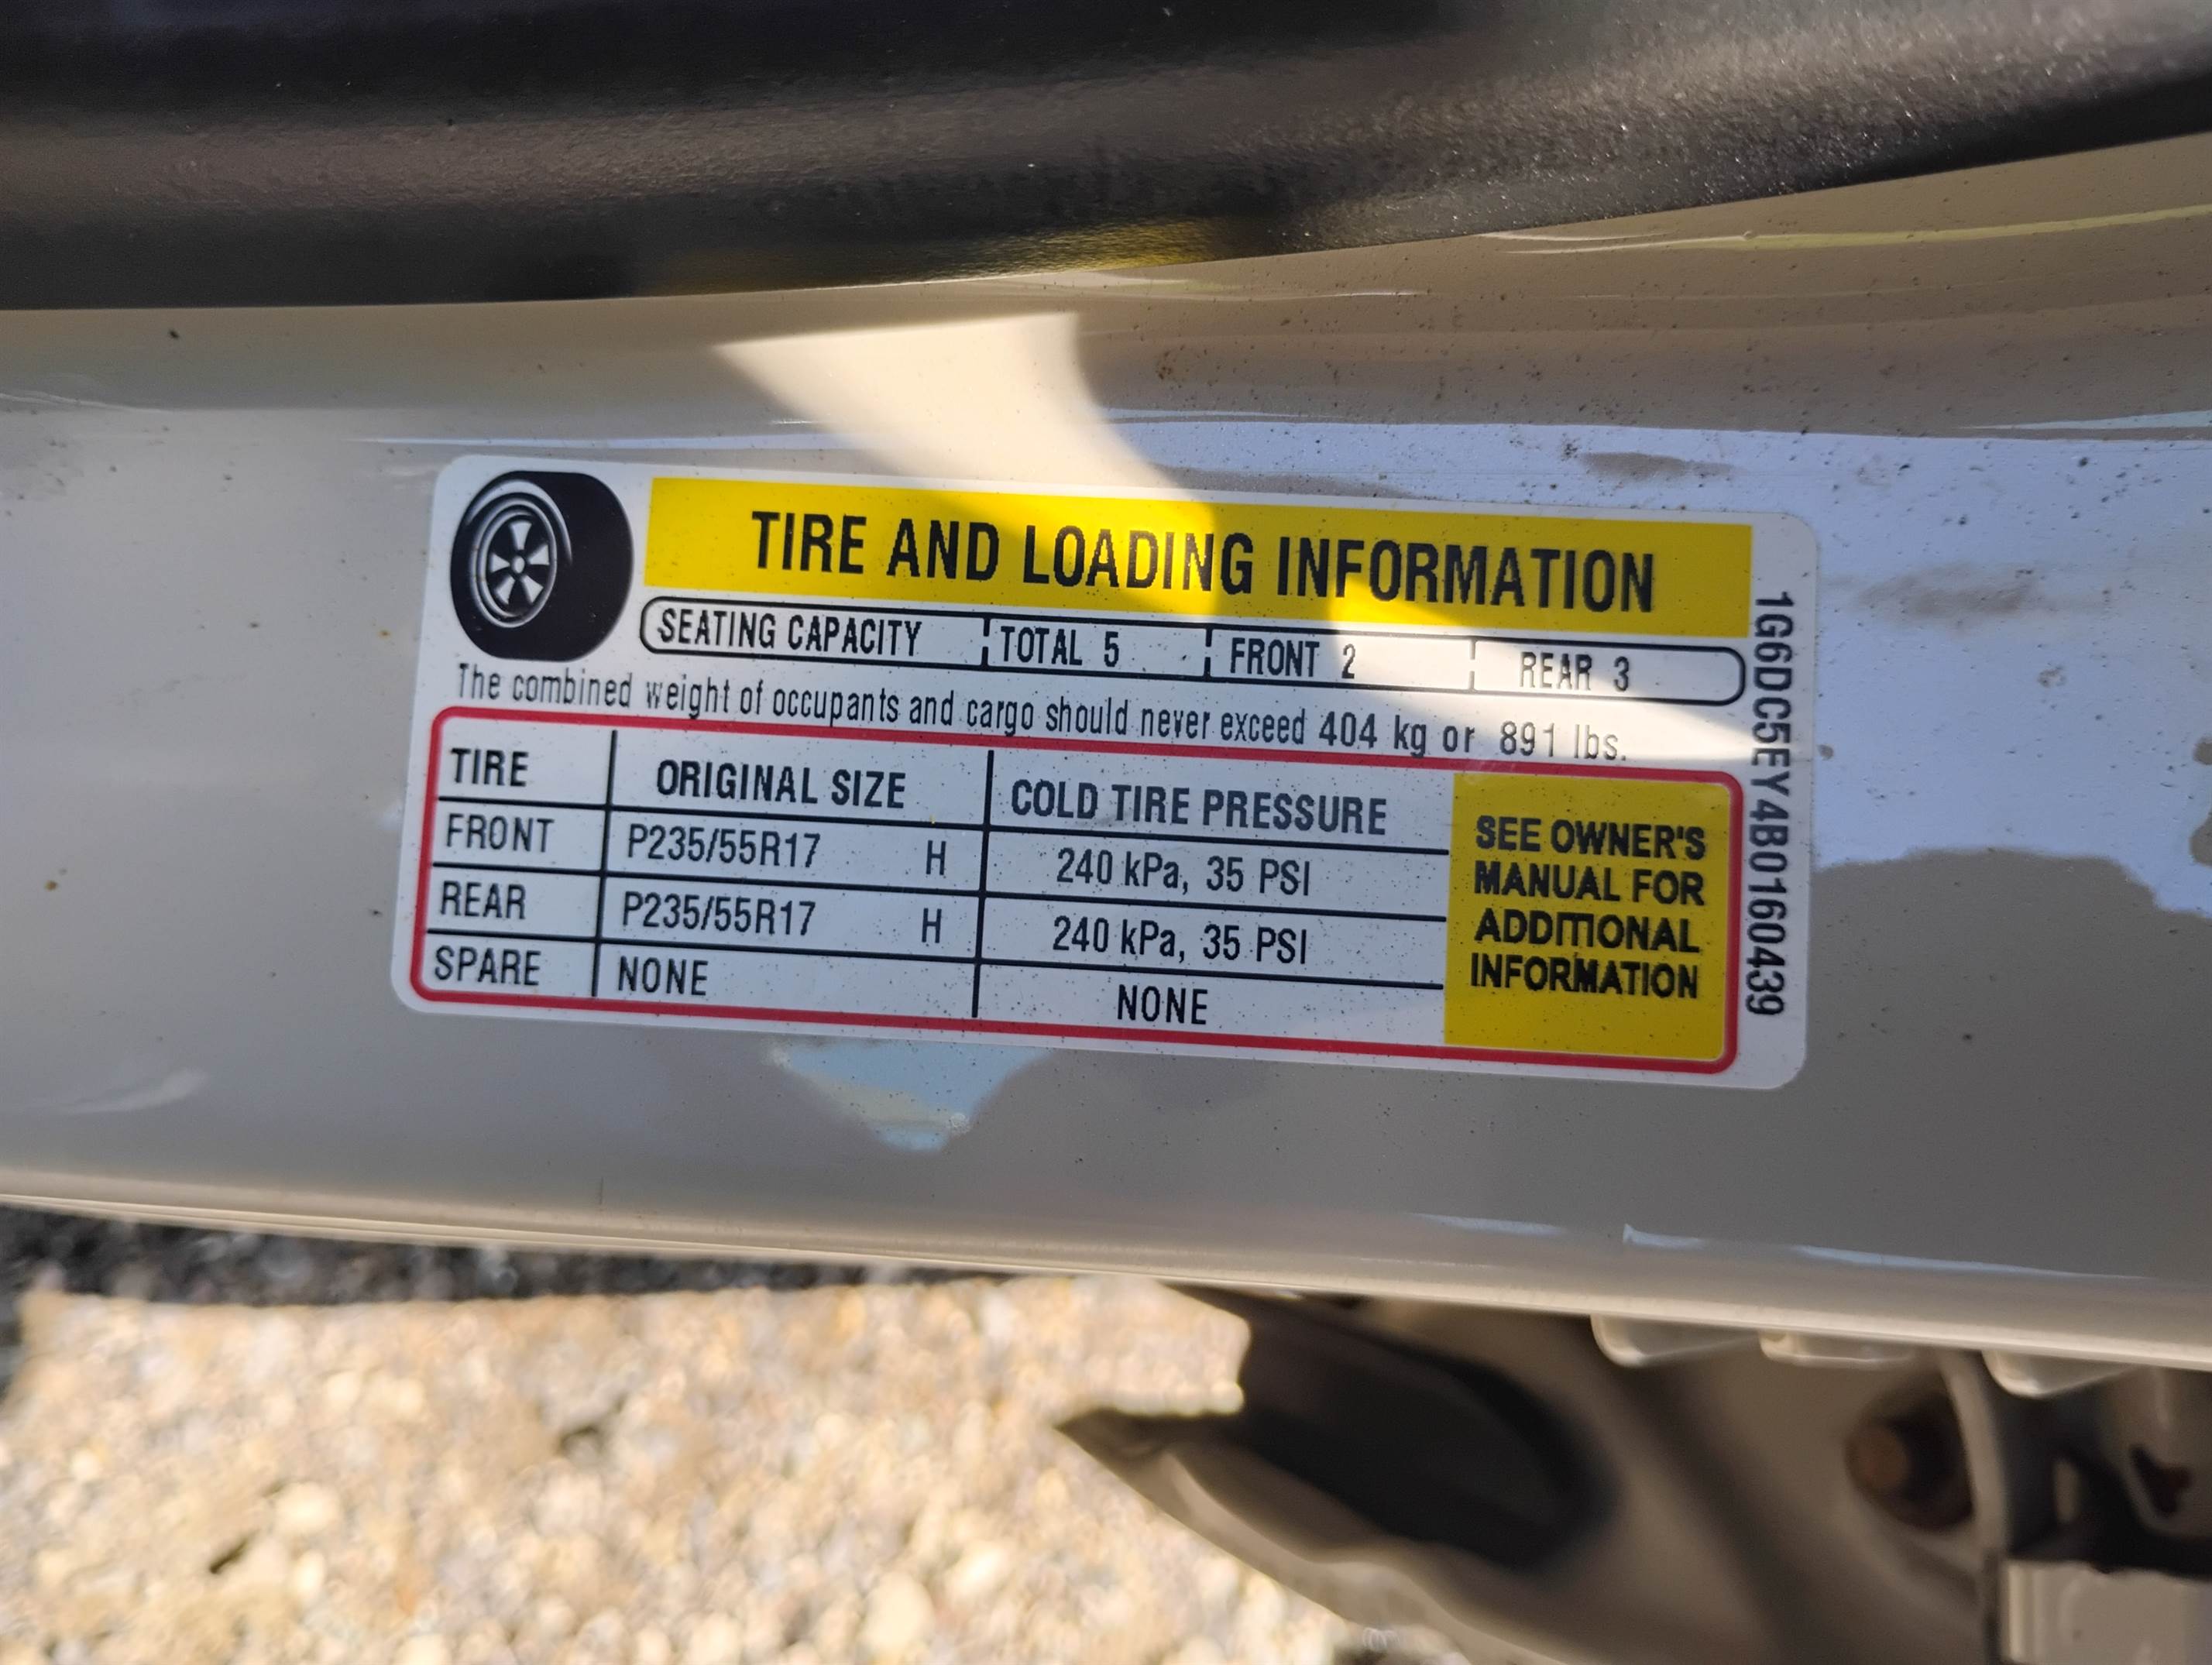 TIRE AND LOADING INFORMATION
SEATING CAPACITY TOTAL 5 FRONT 2 REAR 3
The combined weight of occupants and cargo should never exceed 404 kg or 891 lbs.
TIRE ORIGINAL SIZE COLD TIRE PRESSURE
FRONT P235/55R17 H 240 kPa, 35 PSI
REAR P235/55R17 H 240 kPa, 35 PSI
SPARE NONE NONE
SEE OWNER'S
MANUAL FOR
ADDITIONAL
INFORMATION
1G6DC5EY4B0160439